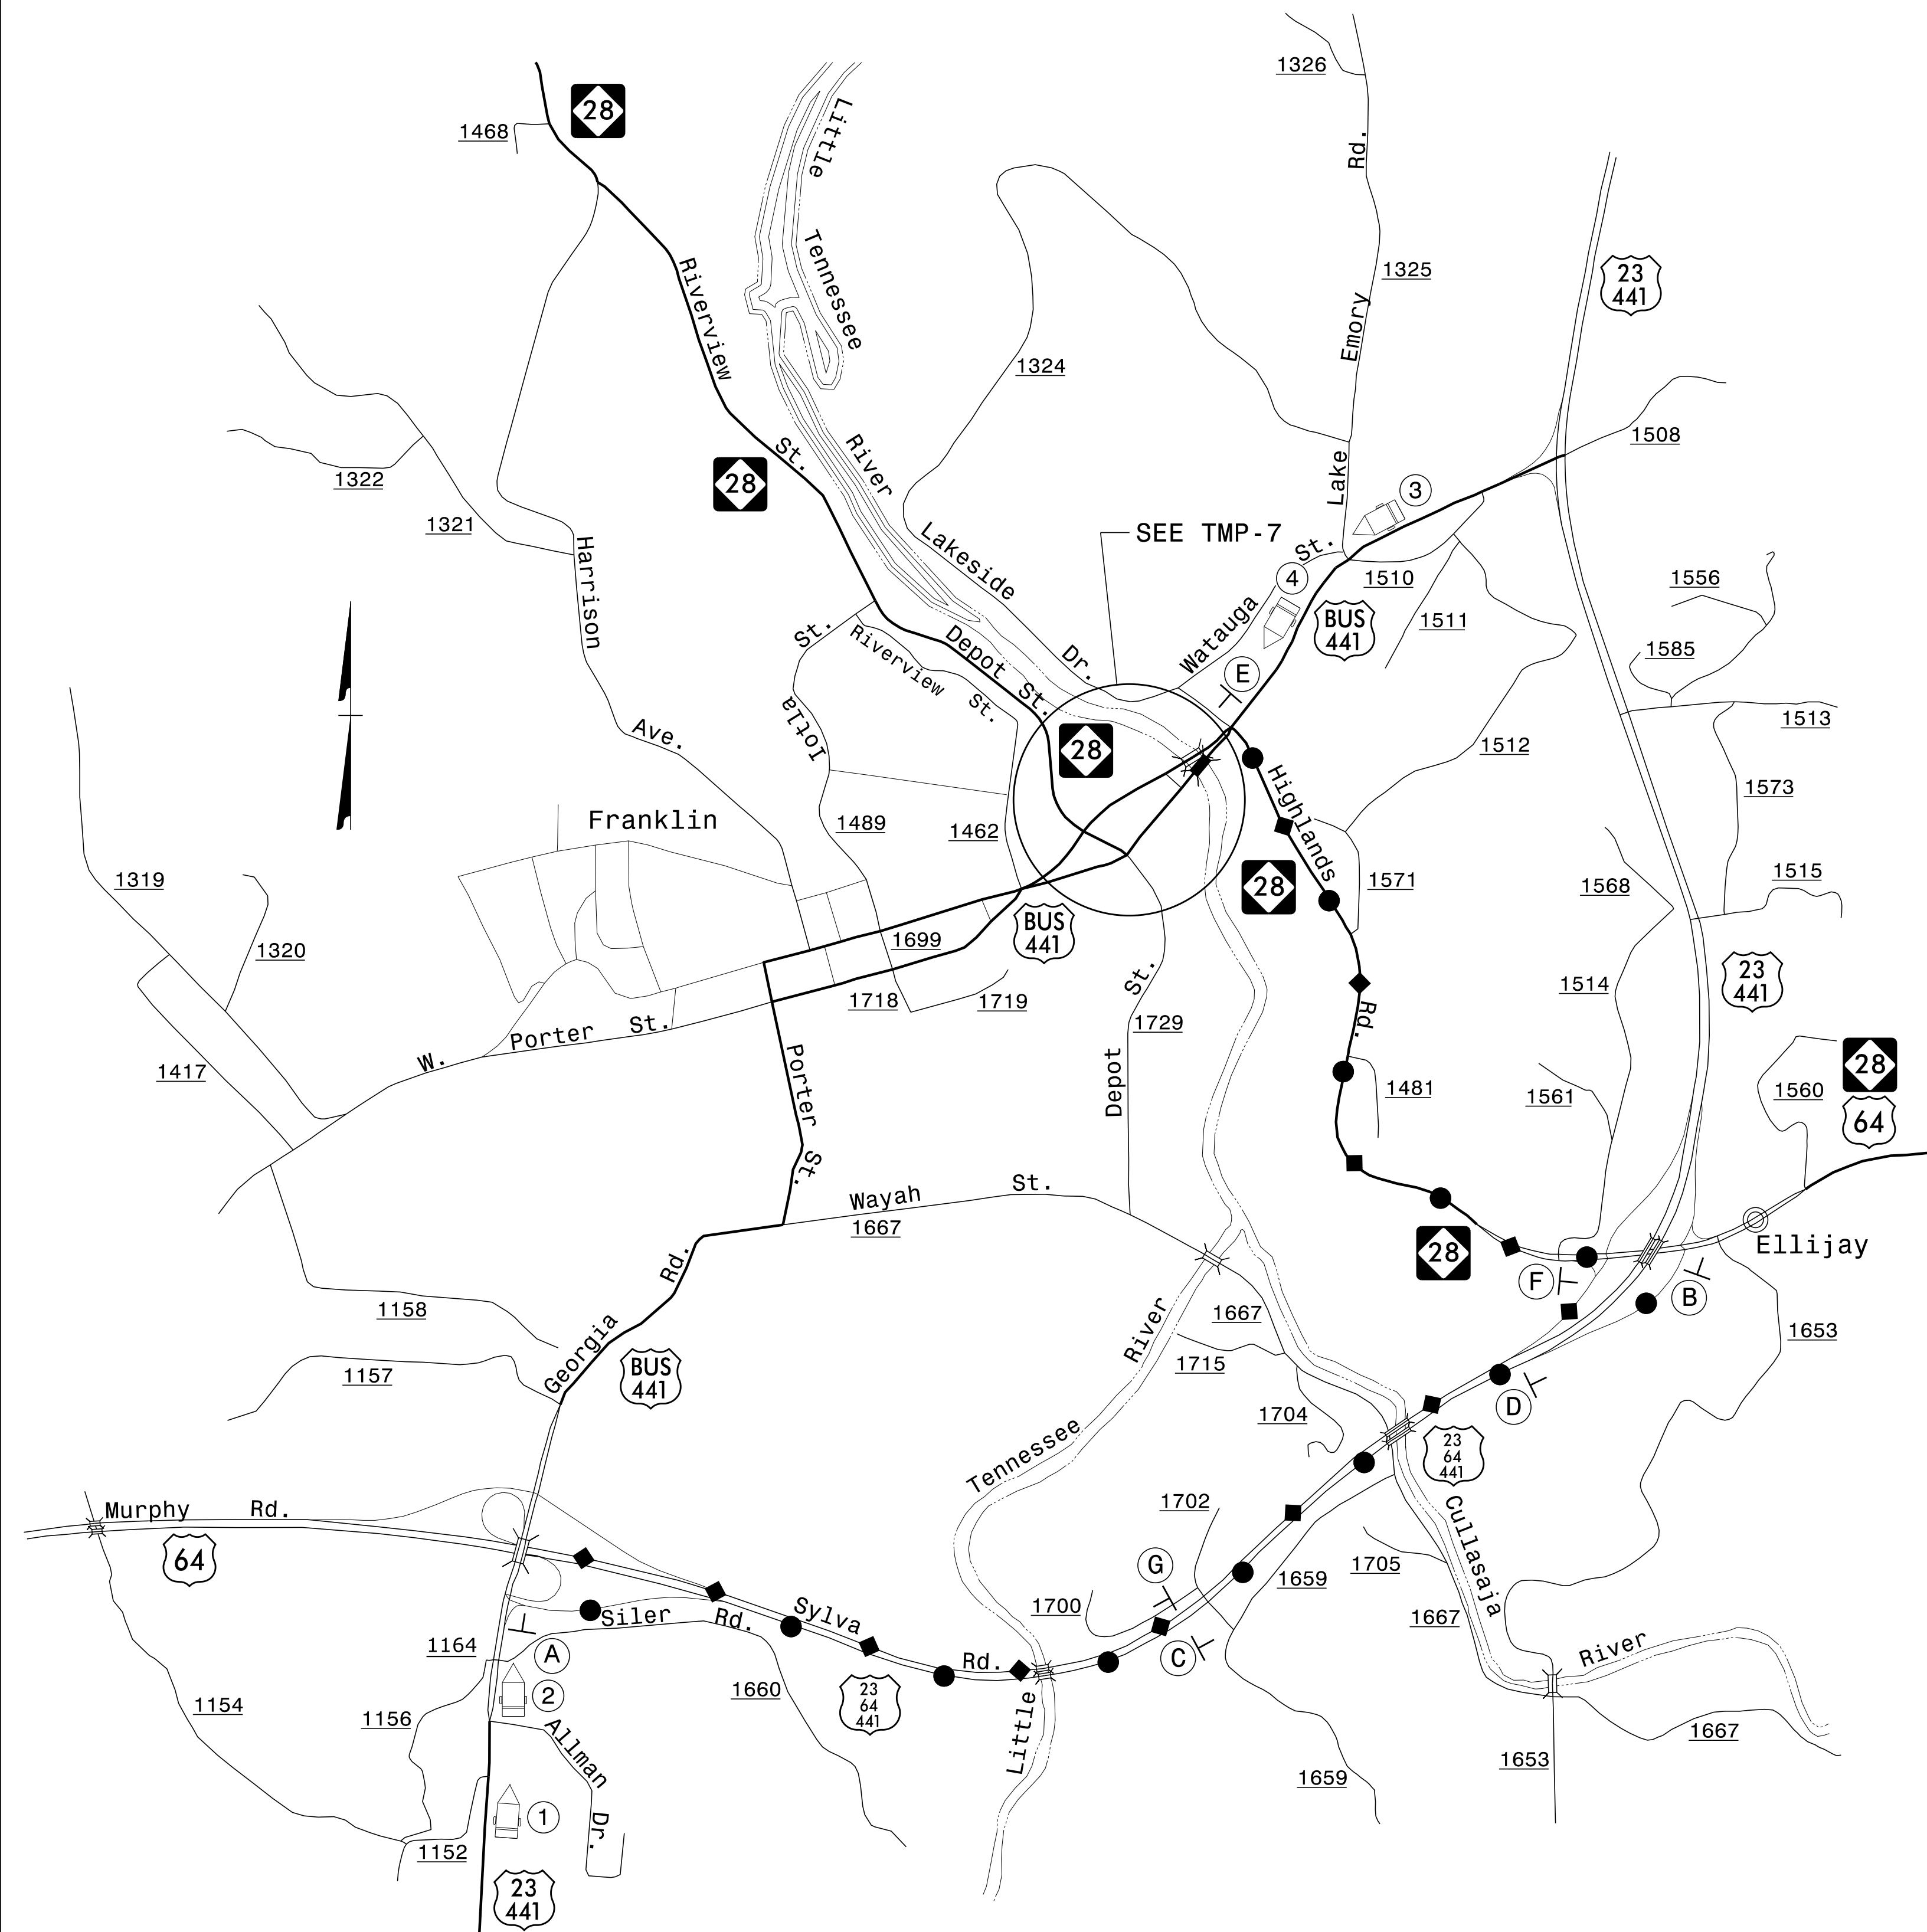 1326
28
1468
Little
Rd.
Tennessee
1325
23
441
Riverview
Emory
1324
1508
28
St.
River
Lake
3
1322
1321
Lakeside
SEE TMP-7
Harrison
St.
4
1510
1556
Watauga
BUS
441
1511
1585
St.
Riverview
St.
Depot
St.
Dr.
E
Iotla
Ave.
28
1513
1512
Highlands
1573
Franklin
1489
1462
28
1571
1568
1515
1319
1320
BUS
441
1699
23
441
1514
1718
1719
St.
Rd.
1729
W.
Porter
St.
1417
Porter
St.
Depot
1481
1561
1560
28
64
Wayah
St.
1667
28
Ellijay
F
B
Rd.
1158
River
1667
1653
Georgia
BUS
441
1157
1715
D
1704
Tennessee
23
64
441
Murphy
Rd.
64
1702
Cullasaja
G
1705
1659
1700
Siler
Rd.
Sylva
1667
1164
A
Rd.
C
River
2
1660
23
64
441
1154
1156
Allman
Little
1667
1653
1659
1
Dr.
1152
23
441